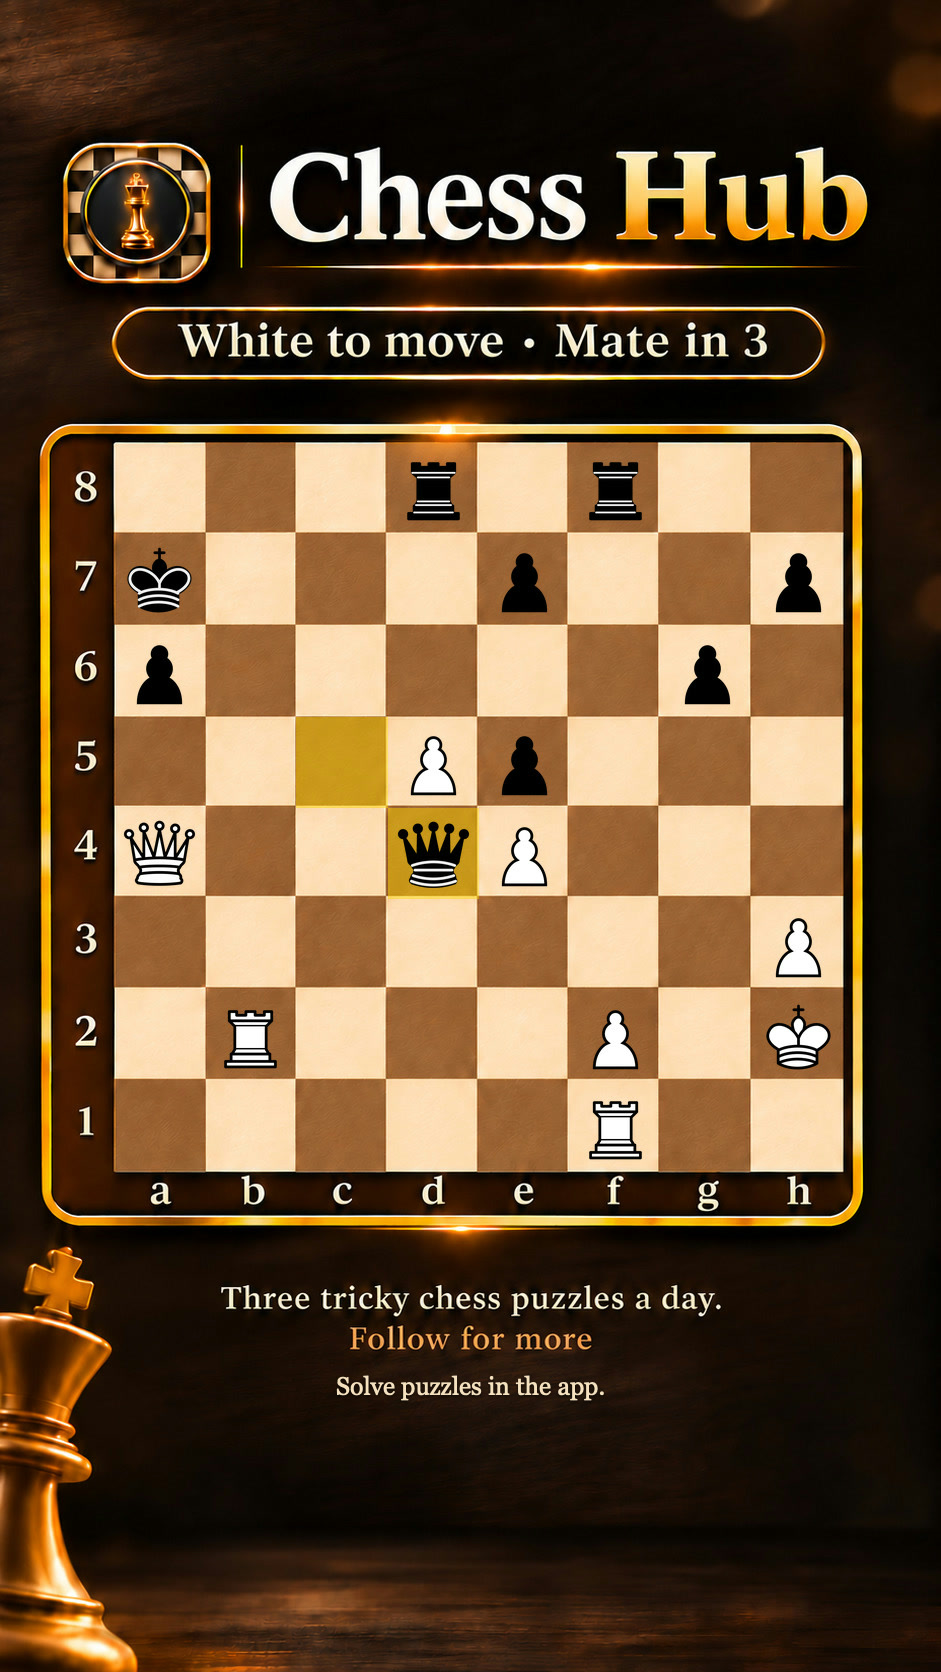 Chess Hub
White to move • Mate in 3
8
7
6
5
4
3
2
1
a b c d e f g h
Three tricky chess puzzles a day.
Follow for more
Solve puzzles in the app.